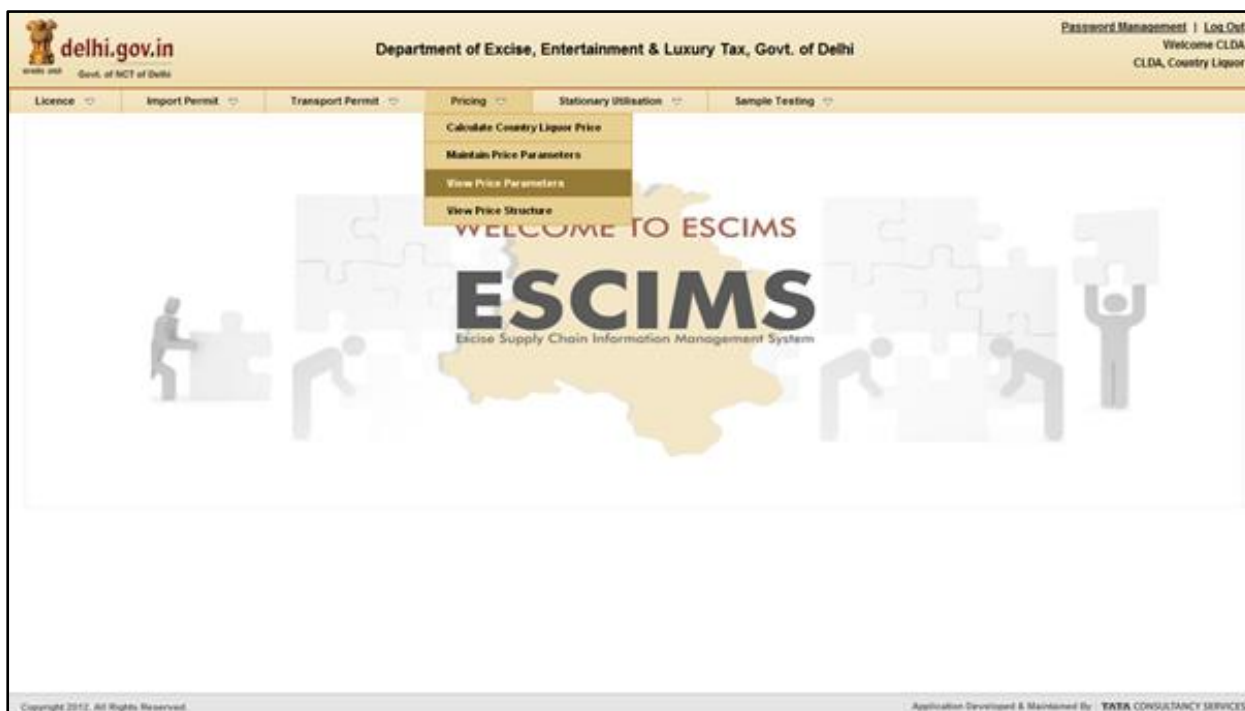 Password Management | Log Out
delhi.gov.in
Govt. of NCT of Delhi
Department of Excise, Entertainment & Luxury Tax, Govt. of Delhi
Welcome CLDA
CLDA, Country Liquor
Licence Import Permit Transport Permit Pricing Stationary Utilisation Sample Testing
Calculate Country Liquor Price
Maintain Price Parameters
View Price Parameters
View Price Structure
WELCOME TO ESCIMS
ESCIMS
Excise Supply Chain Information Management System
Copyright 2012. All Rights Reserved.
Application Developed & Maintained By : TATA CONSULTANCY SERVICES